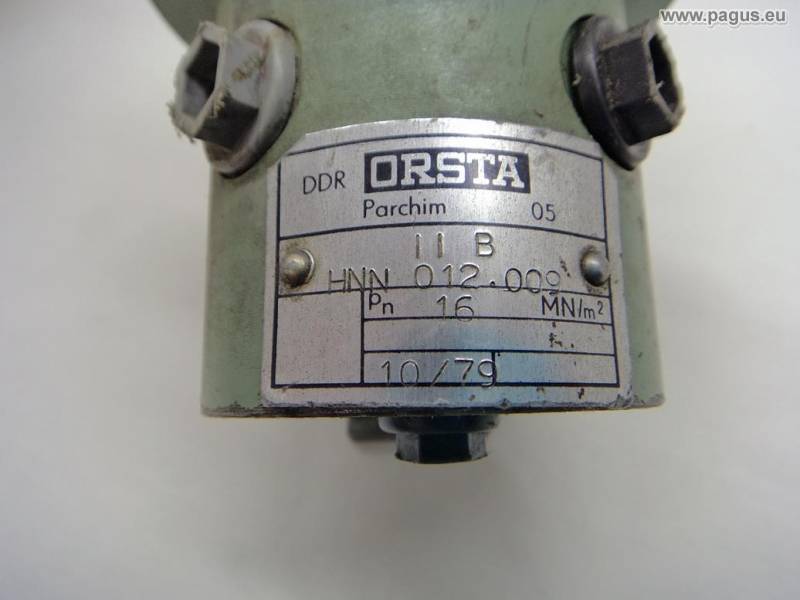 www.pagus.eu
DDR ORSTA
Parchim 05
II B
HNN 012.009
pn 16 MN/m²
10/79